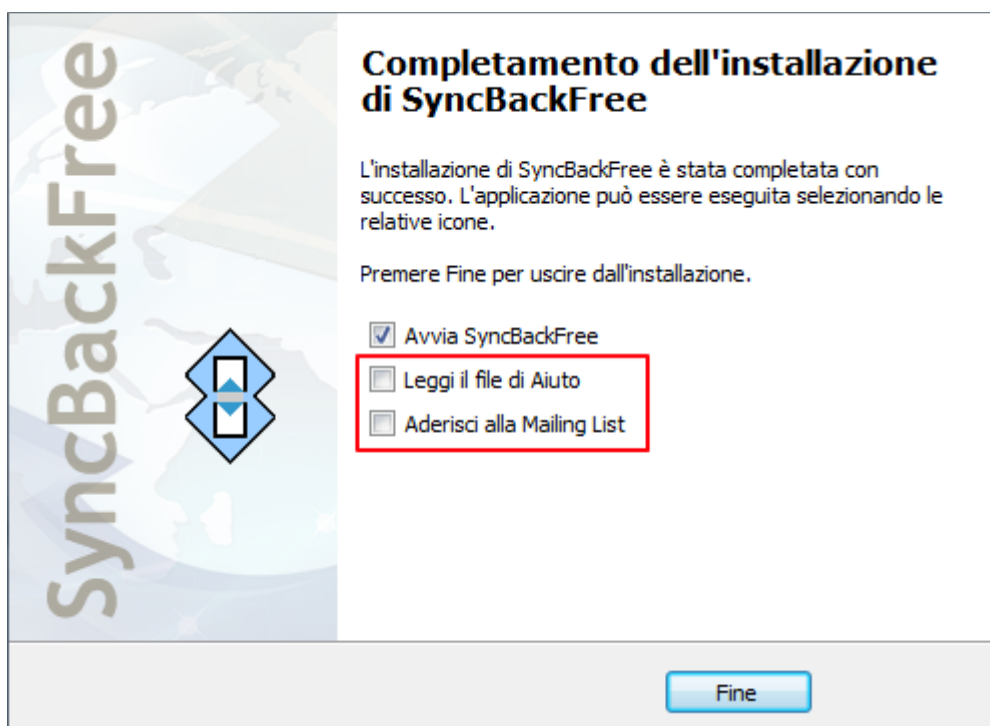 SyncBackFree
Completamento dell'installazione
di SyncBackFree
L'installazione di SyncBackFree è stata completata con
successo. L'applicazione può essere eseguita selezionando le
relative icone.
Premere Fine per uscire dall'installazione.
Avvia SyncBackFree
Leggi il file di Aiuto
Aderisci alla Mailing List
Fine